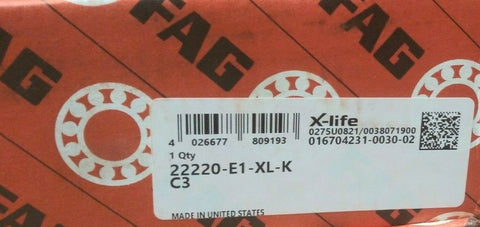 FAG
FAG
FAG
X-life
0275U0821/0038071900
016704231-0030-02
4 026677 809193
1 Qty
22220-E1-XL-K
C3
MADE IN UNITED STATES